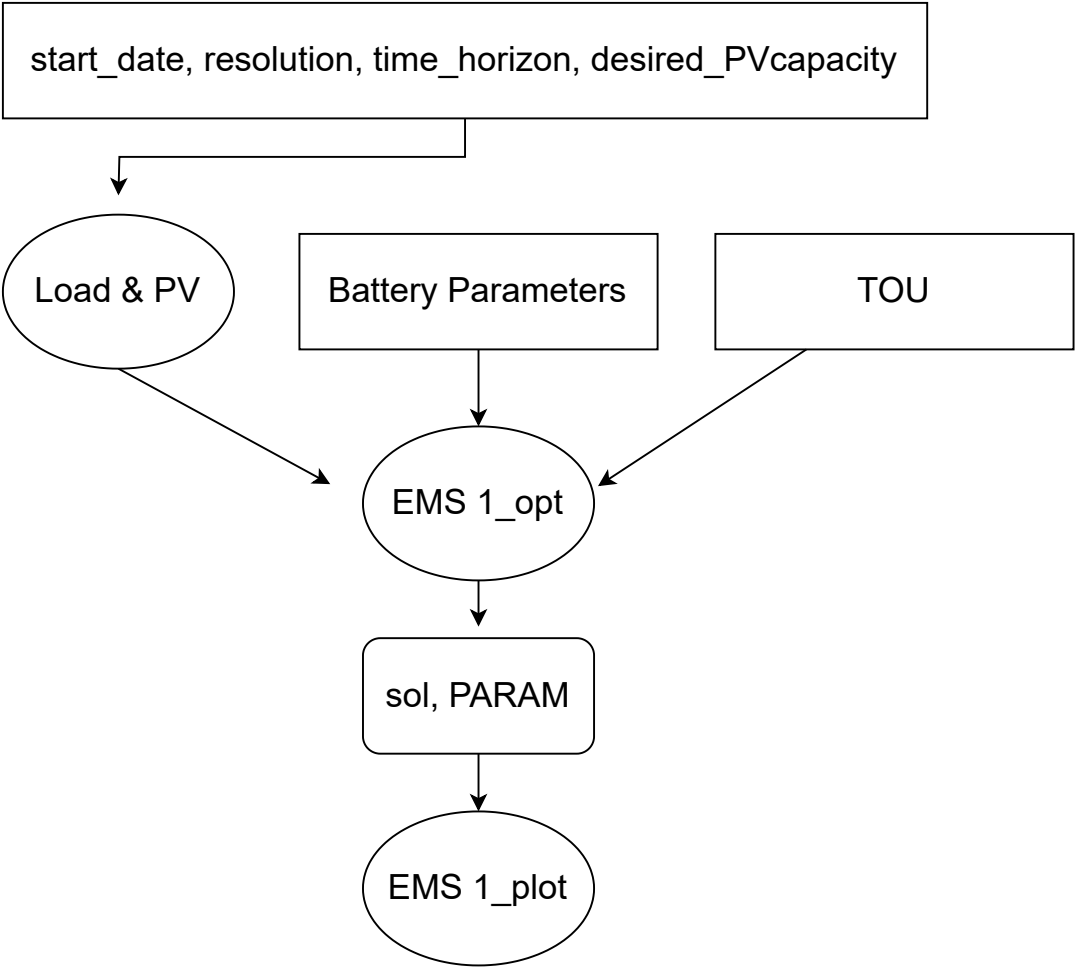 start_date, resolution, time_horizon, desired_PVcapacity
Load & PV
Battery Parameters
TOU
EMS 1_opt
sol, PARAM
EMS 1_plot